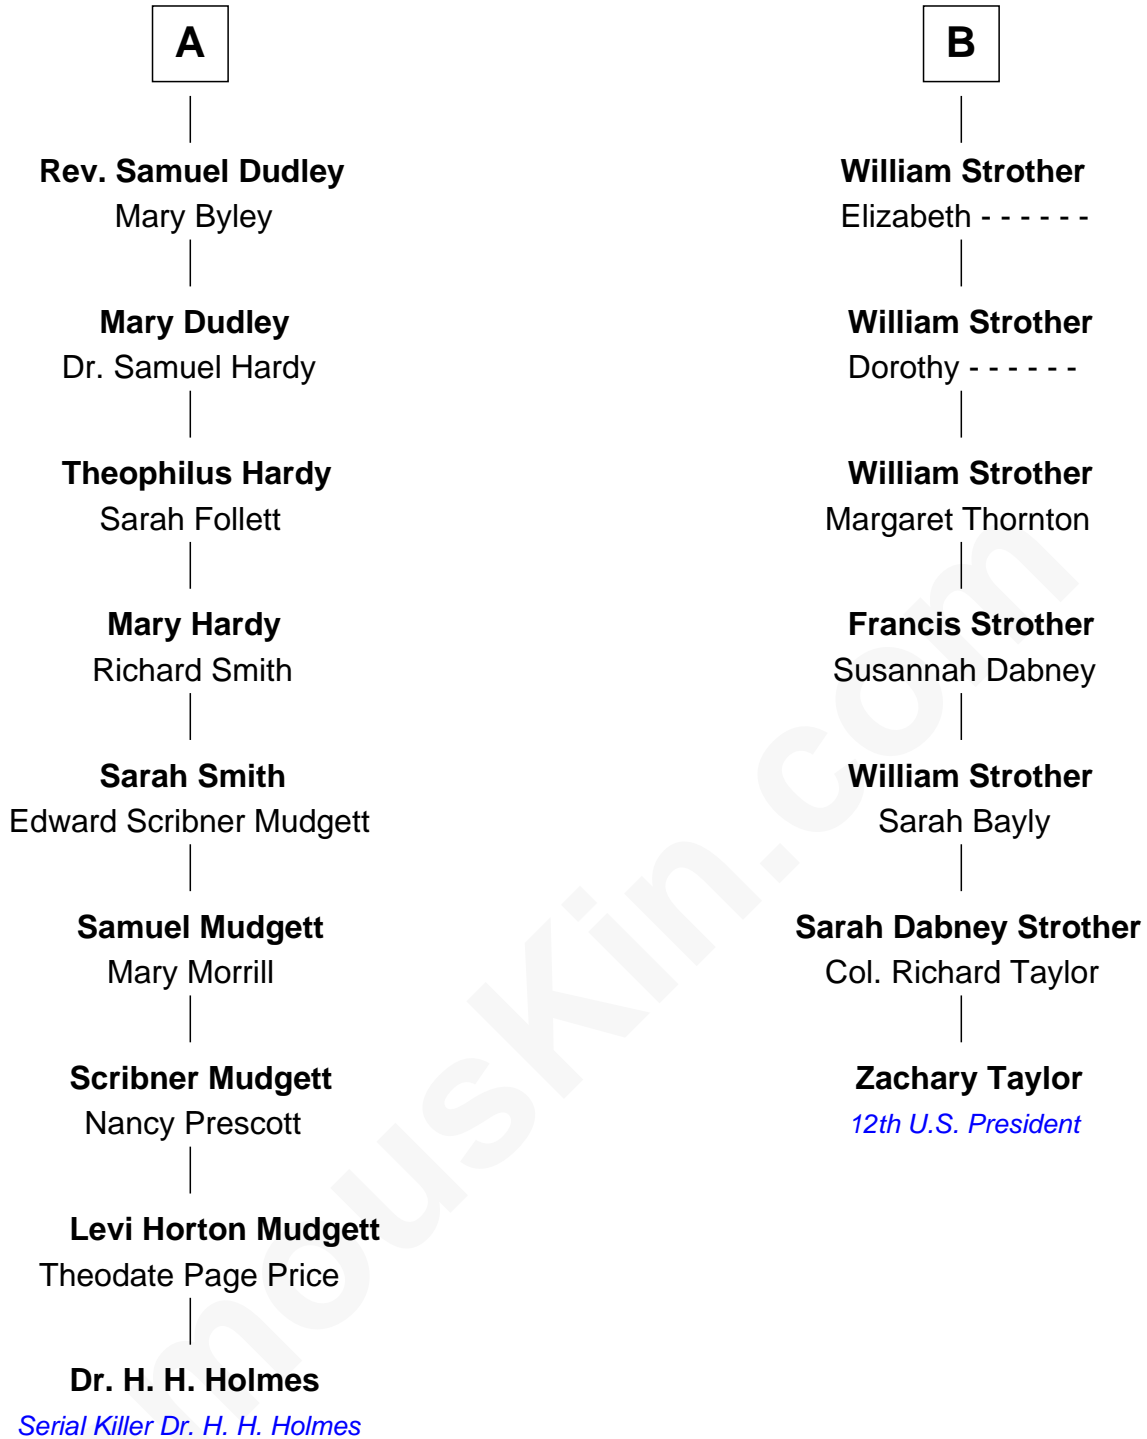 A
Rev. Samuel Dudley
Mary Byley
Mary Dudley
Dr. Samuel Hardy
Theophilus Hardy
Sarah Follett
Mary Hardy
Richard Smith
Sarah Smith
Edward Scribner Mudgett
Samuel Mudgett
Mary Morrill
Scribner Mudgett
Nancy Prescott
Levi Horton Mudgett
Theodate Page Price
Dr. H. H. Holmes
Serial Killer Dr. H. H. Holmes
B
William Strother
Elizabeth - - - - - -
William Strother
Dorothy - - - - - -
William Strother
Margaret Thornton
Francis Strother
Susannah Dabney
William Strother
Sarah Bayly
Sarah Dabney Strother
Col. Richard Taylor
Zachary Taylor
12th U.S. President
mousKin.com